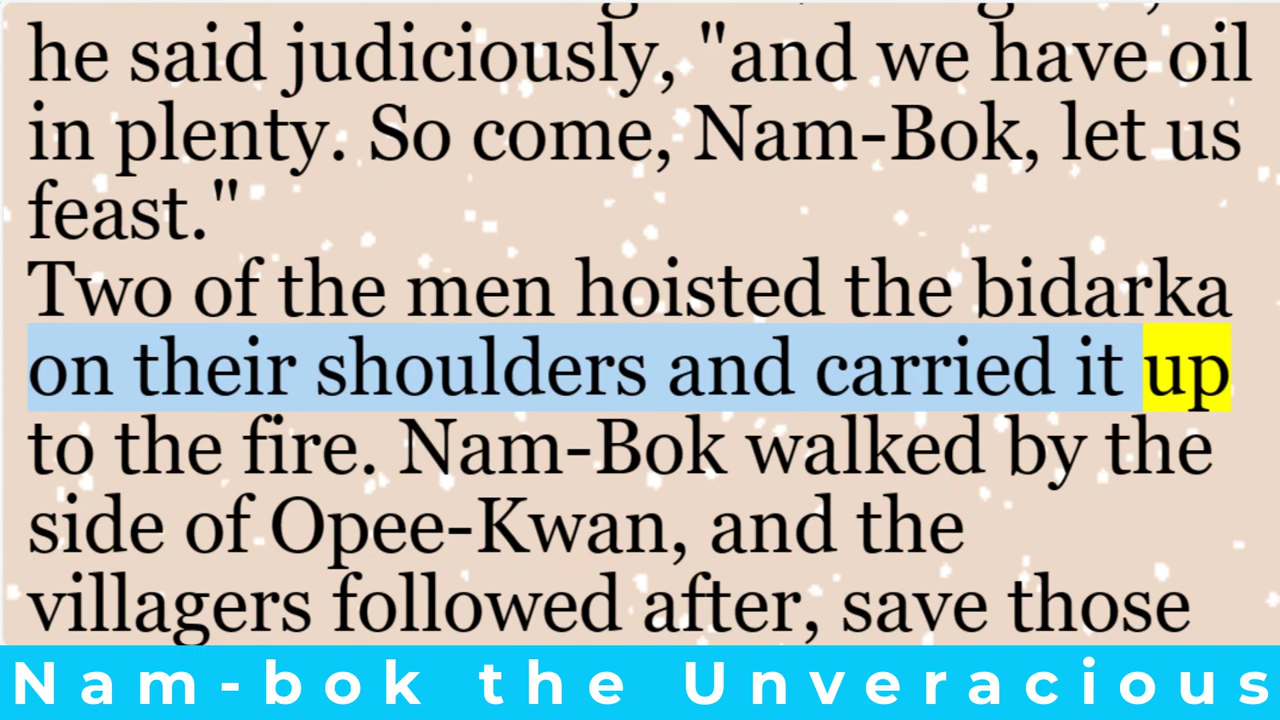 he said judiciously, "and we have oil
in plenty. So come, Nam-Bok, let us
feast."
Two of the men hoisted the bidarka
on their shoulders and carried it up
to the fire. Nam-Bok walked by the
side of Opee-Kwan, and the
villagers followed after, save those
Nam-bok the Unveracious